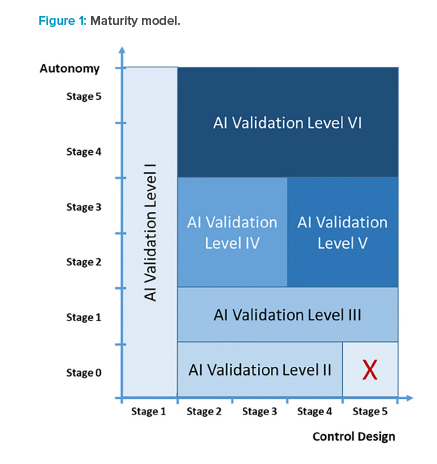 Figure 1: Maturity model.
Autonomy
Stage 5
Stage 4
Stage 3
Stage 2
Stage 1
Stage 0
AI Validation Level I
AI Validation Level VI
AI Validation
Level IV
AI Validation
Level V
AI Validation Level III
AI Validation Level II
X
Stage 1
Stage 2
Stage 3
Stage 4
Stage 5
Control Design